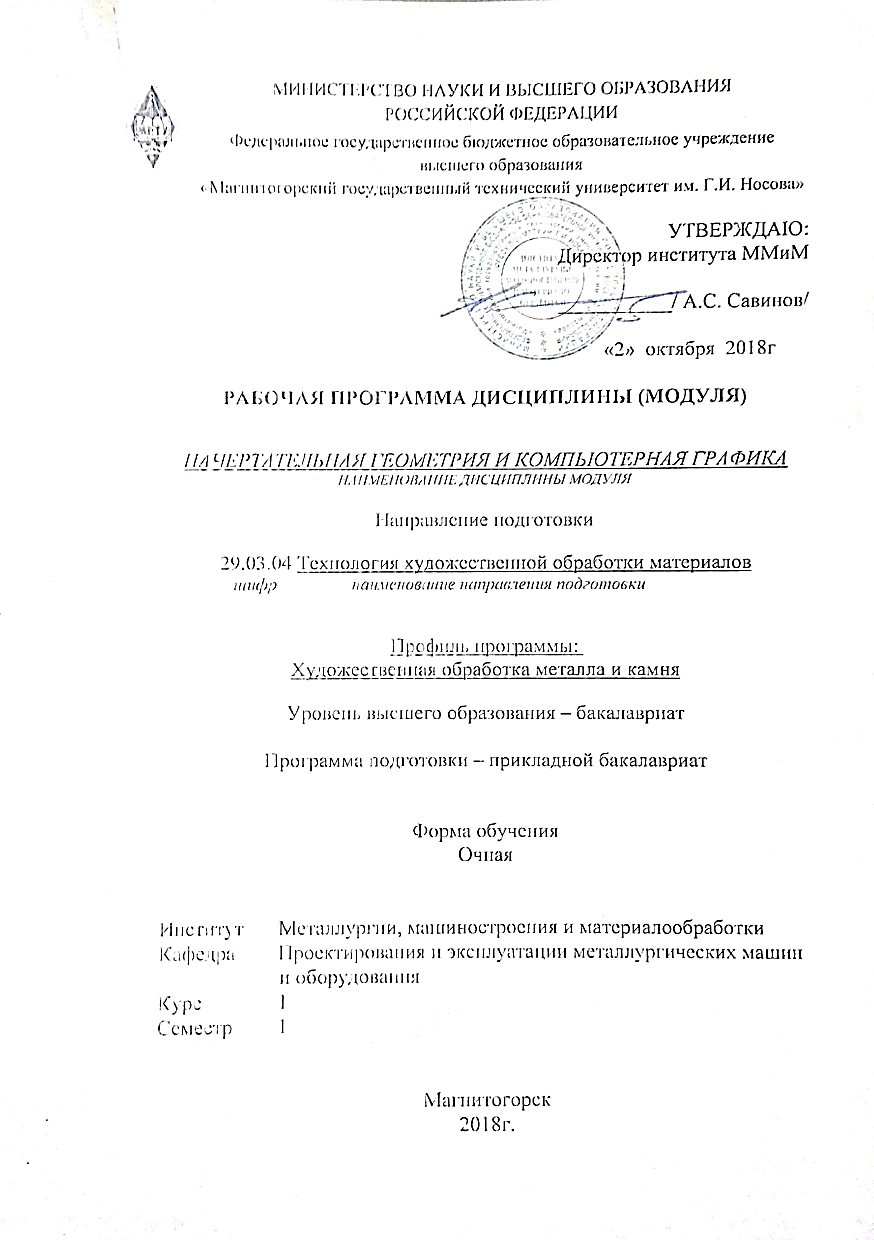 МИНИСТЕРСТВО НАУКИ И ВЫСШЕГО ОБРАЗОВАНИЯ
РОССИЙСКОЙ ФЕДЕРАЦИИ
Федеральное государственное бюджетное образовательное учреждение
высшего образования
«Магнитогорский государственный технический университет им. Г.И. Носова»
УТВЕРЖДАЮ:
Директор института ММиМ
___________/ А.С. Савинов/
«2» октября 2018г
РАБОЧАЯ ПРОГРАММА ДИСЦИПЛИНЫ (МОДУЛЯ)
НАЧЕРТАТЕЛЬНАЯ ГЕОМЕТРИЯ И КОМПЬЮТЕРНАЯ ГРАФИКА
НАИМЕНОВАНИЕ ДИСЦИПЛИНЫ МОДУЛЯ
Направление подготовки
29.03.04 Технология художественной обработки материалов
шифр наименование направления подготовки
Профиль программы:
Художественная обработка металла и камня
Уровень высшего образования – бакалавриат
Программа подготовки – прикладной бакалавриат
Форма обучения
Очная
Институт Металлургии, машиностроения и материалообработки
Кафедра Проектирования и эксплуатации металлургических машин
и оборудования
Курс 1
Семестр 1
Магнитогорск
2018г.